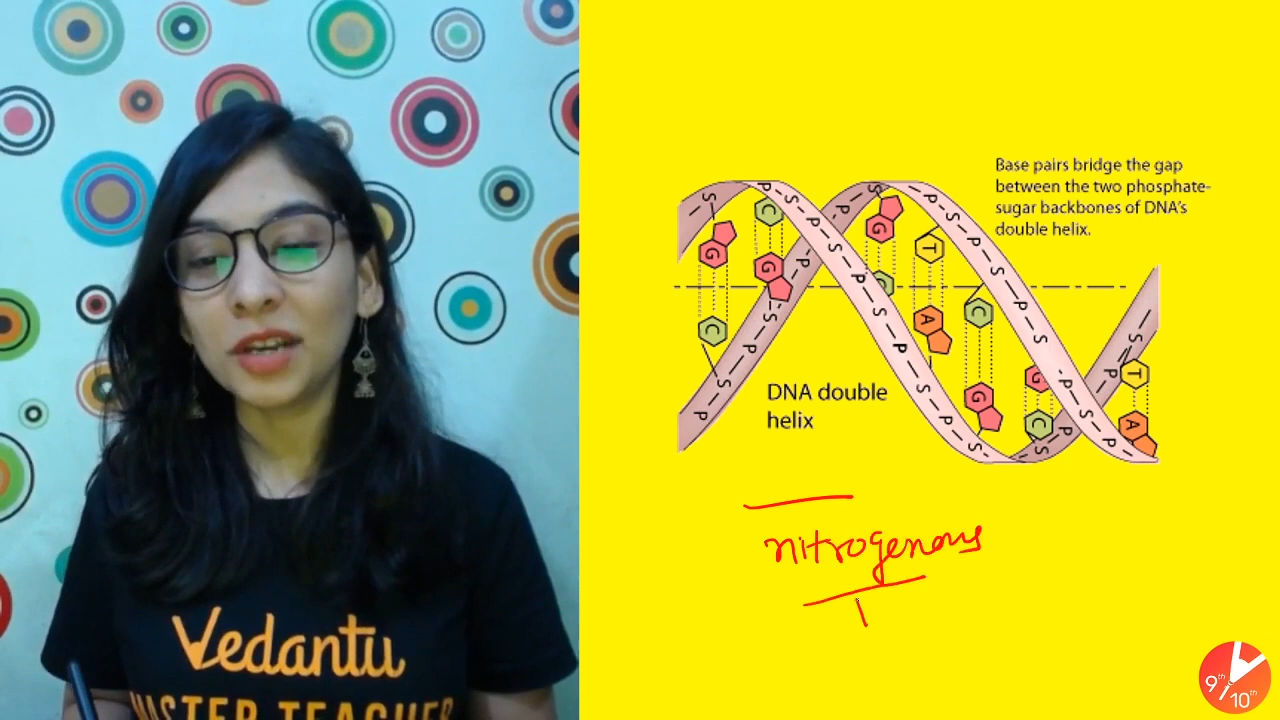 Base pairs bridge the gap
between the two phosphate-
sugar backbones of DNA's
double helix.
S
P
S
P
S
P
S
P
S
P
S
P
S
P
S
G
C
C
G
G
C
T
A
C
G
G
C
T
A
DNA double
helix
nitrogenous
Vedantu
MASTER TEACHER
9th
10th